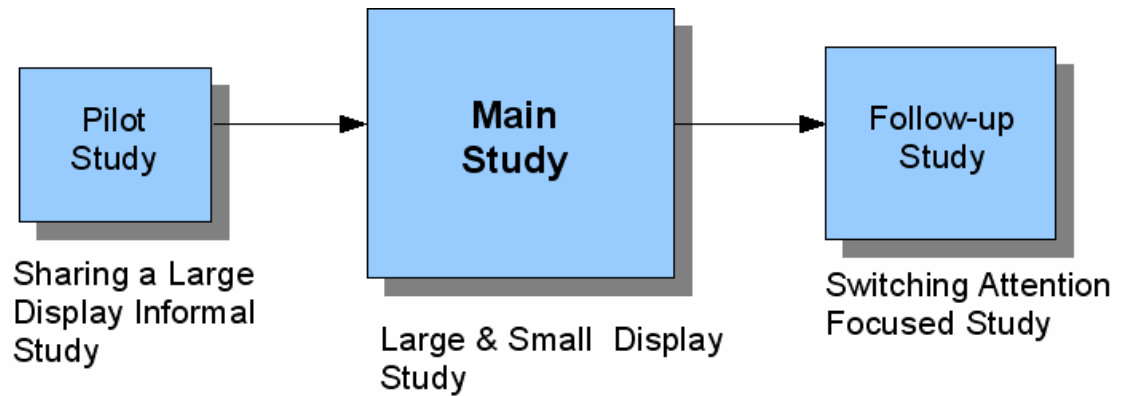 Pilot
Study
Sharing a Large
Display Informal
Study
Main
Study
Large & Small Display
Study
Follow-up
Study
Switching Attention
Focused Study